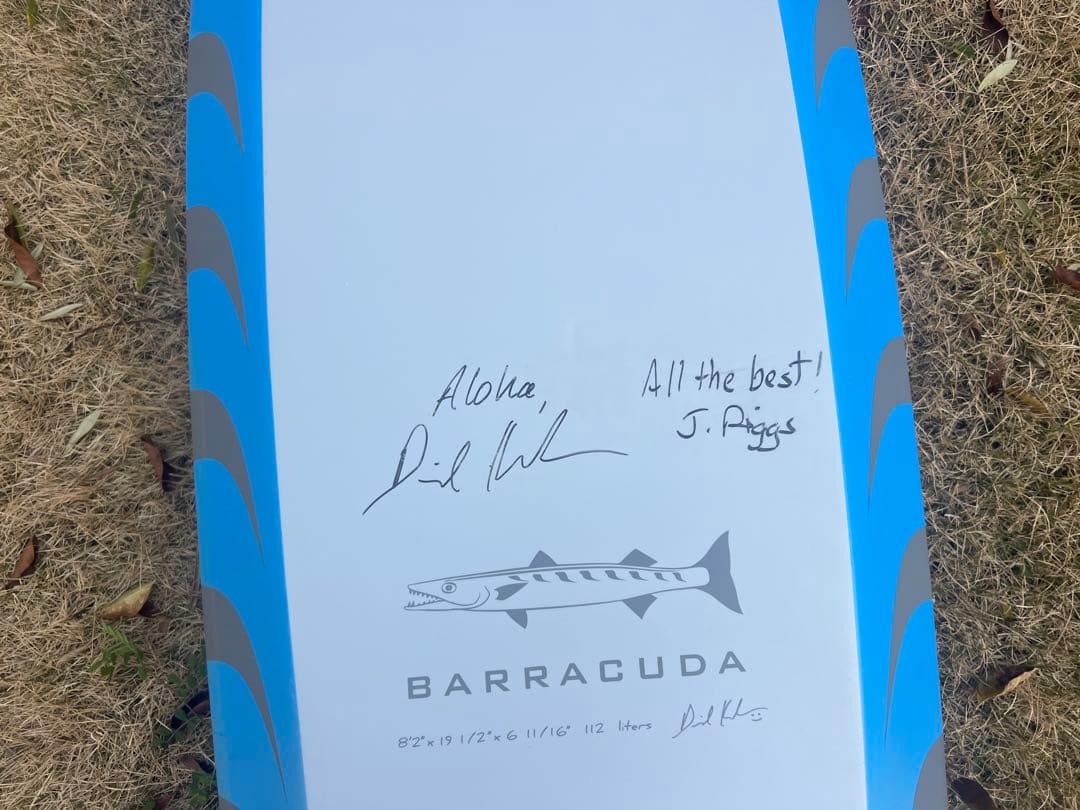 Aloha,
All the best!
J. Riggs
BARRACUDA
8'2" x 19 1/2" x 6 11/16" 112 liters